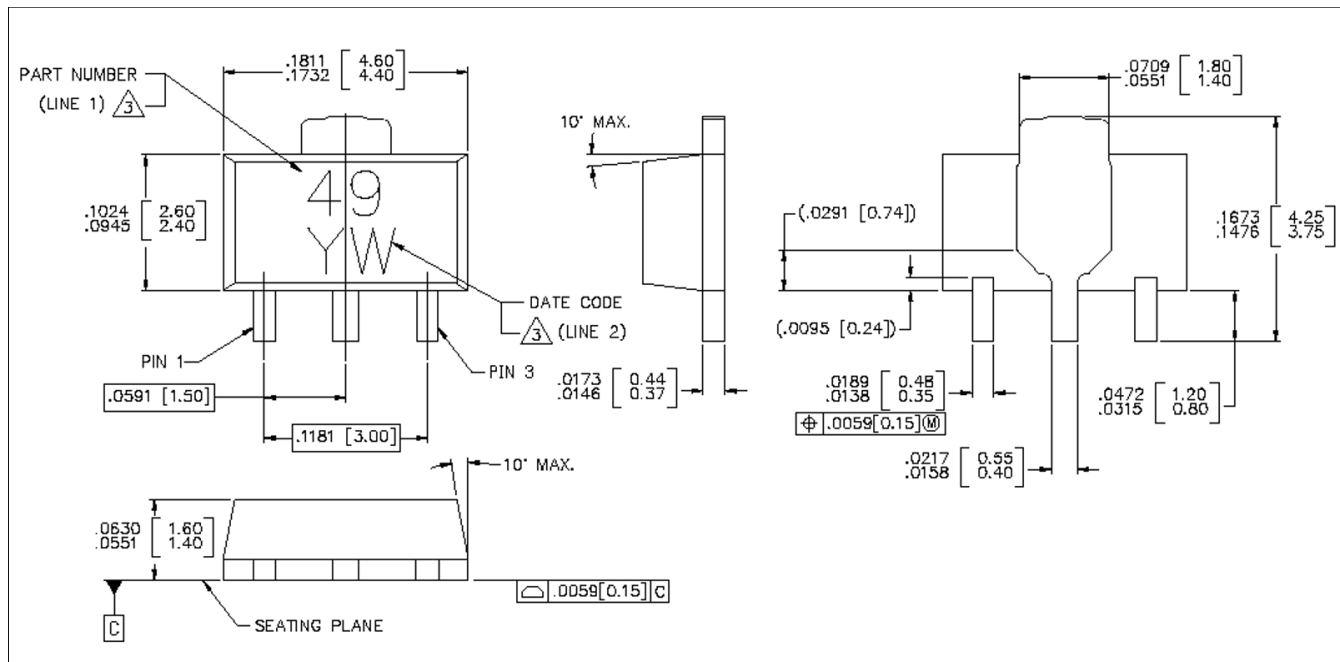 .1811 [ 4.60
.1732 [ 4.40 ]
PART NUMBER
(LINE 1) 3
.0709 [ 1.80
.0551 [ 1.40 ]
10° MAX.
49
YW
.1024 [ 2.60
.0945 [ 2.40 ]
(.0291 [0.74])
.1673 [ 4.25
.1476 [ 3.75 ]
DATE CODE
3 (LINE 2)
(.0095 [0.24])
PIN 1
PIN 3
.0591 [1.50]
.0173 [ 0.44
.0146 [ 0.37 ]
.0189 [ 0.48
.0138 [ 0.35 ]
⌖ .0059[0.15]Ⓜ
.0472 [ 1.20
.0315 [ 0.80 ]
.1181 [3.00]
.0217 [ 0.55
.0158 [ 0.40 ]
10° MAX.
.0630 [ 1.60
.0551 [ 1.40 ]
⌓ .0059[0.15] C
C
SEATING PLANE